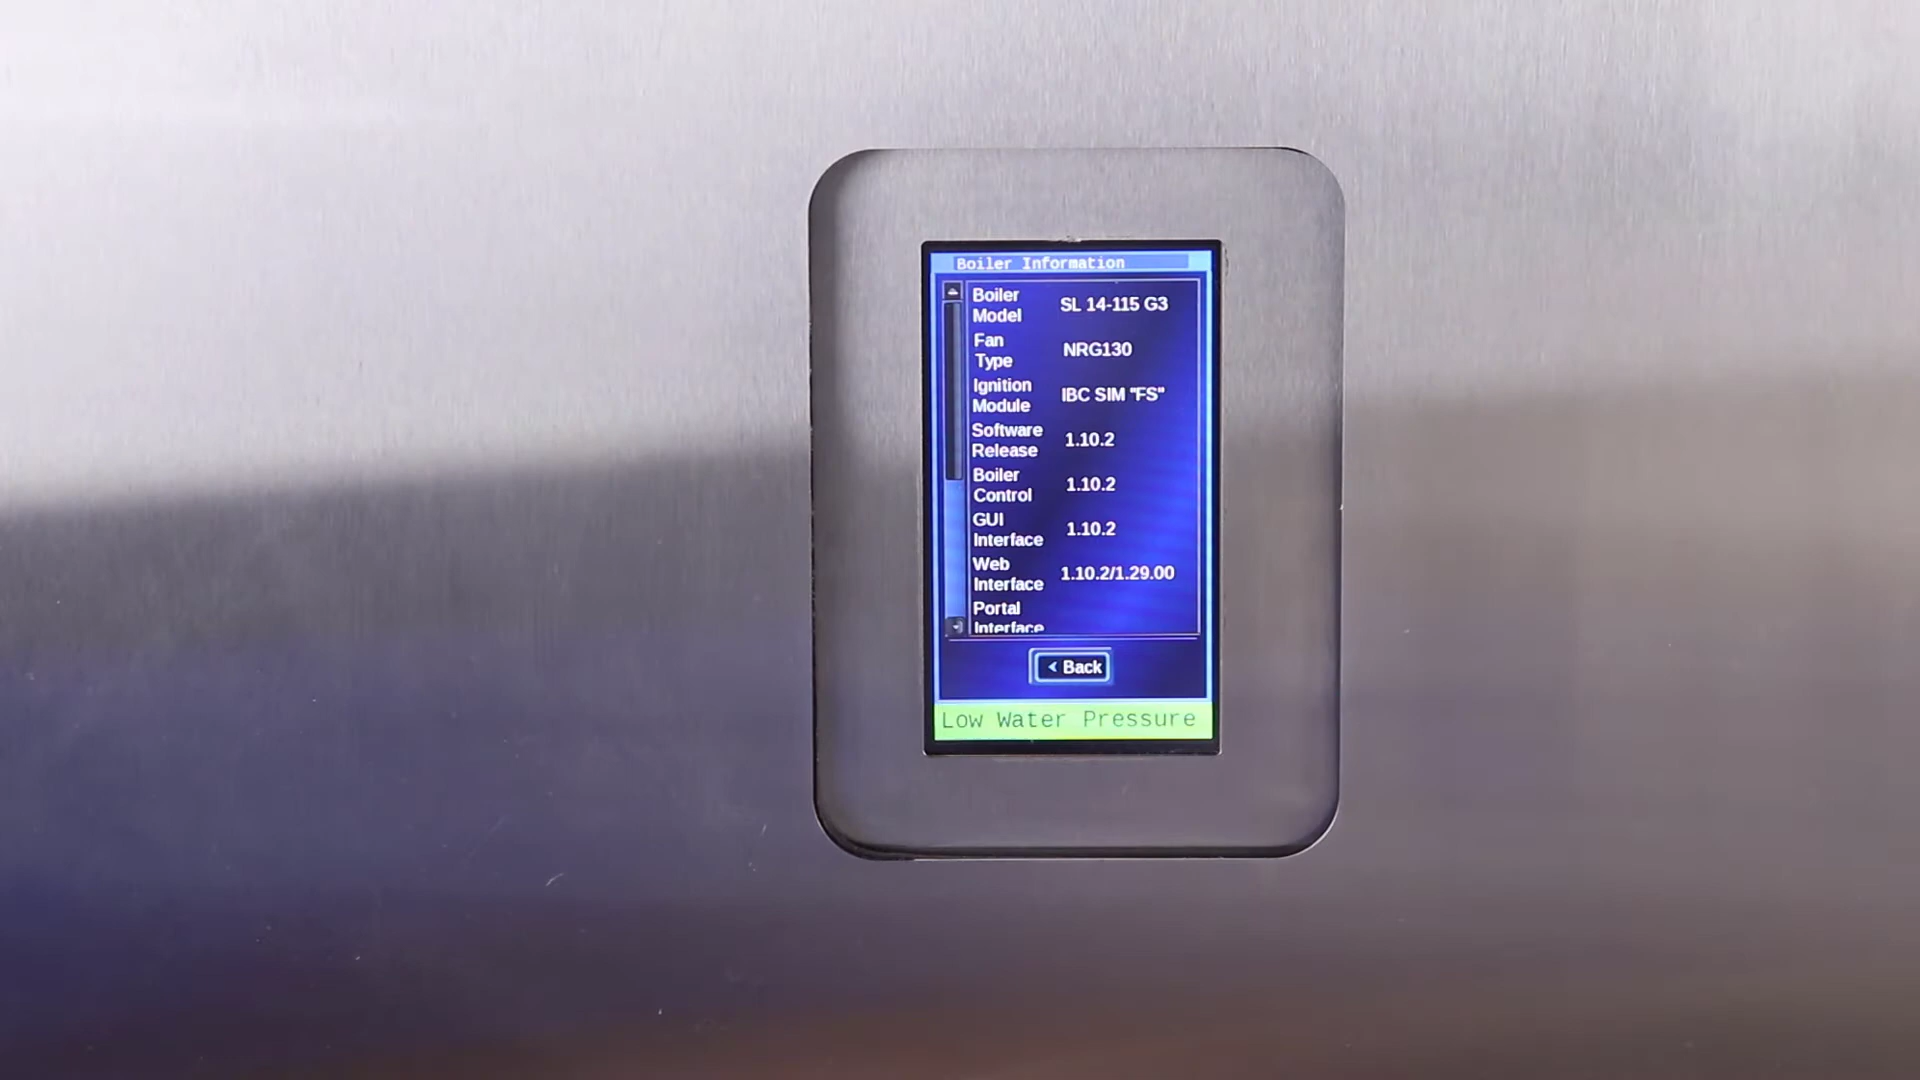 Boiler Information
Boiler
Model
SL 14-115 G3
Fan
Type
NRG130
Ignition
Module
IBC SIM "FS"
Software
Release
1.10.2
Boiler
Control
1.10.2
GUI
Interface
1.10.2
Web
Interface
1.10.2/1.29.00
Portal
Interface
< Back
Low Water Pressure